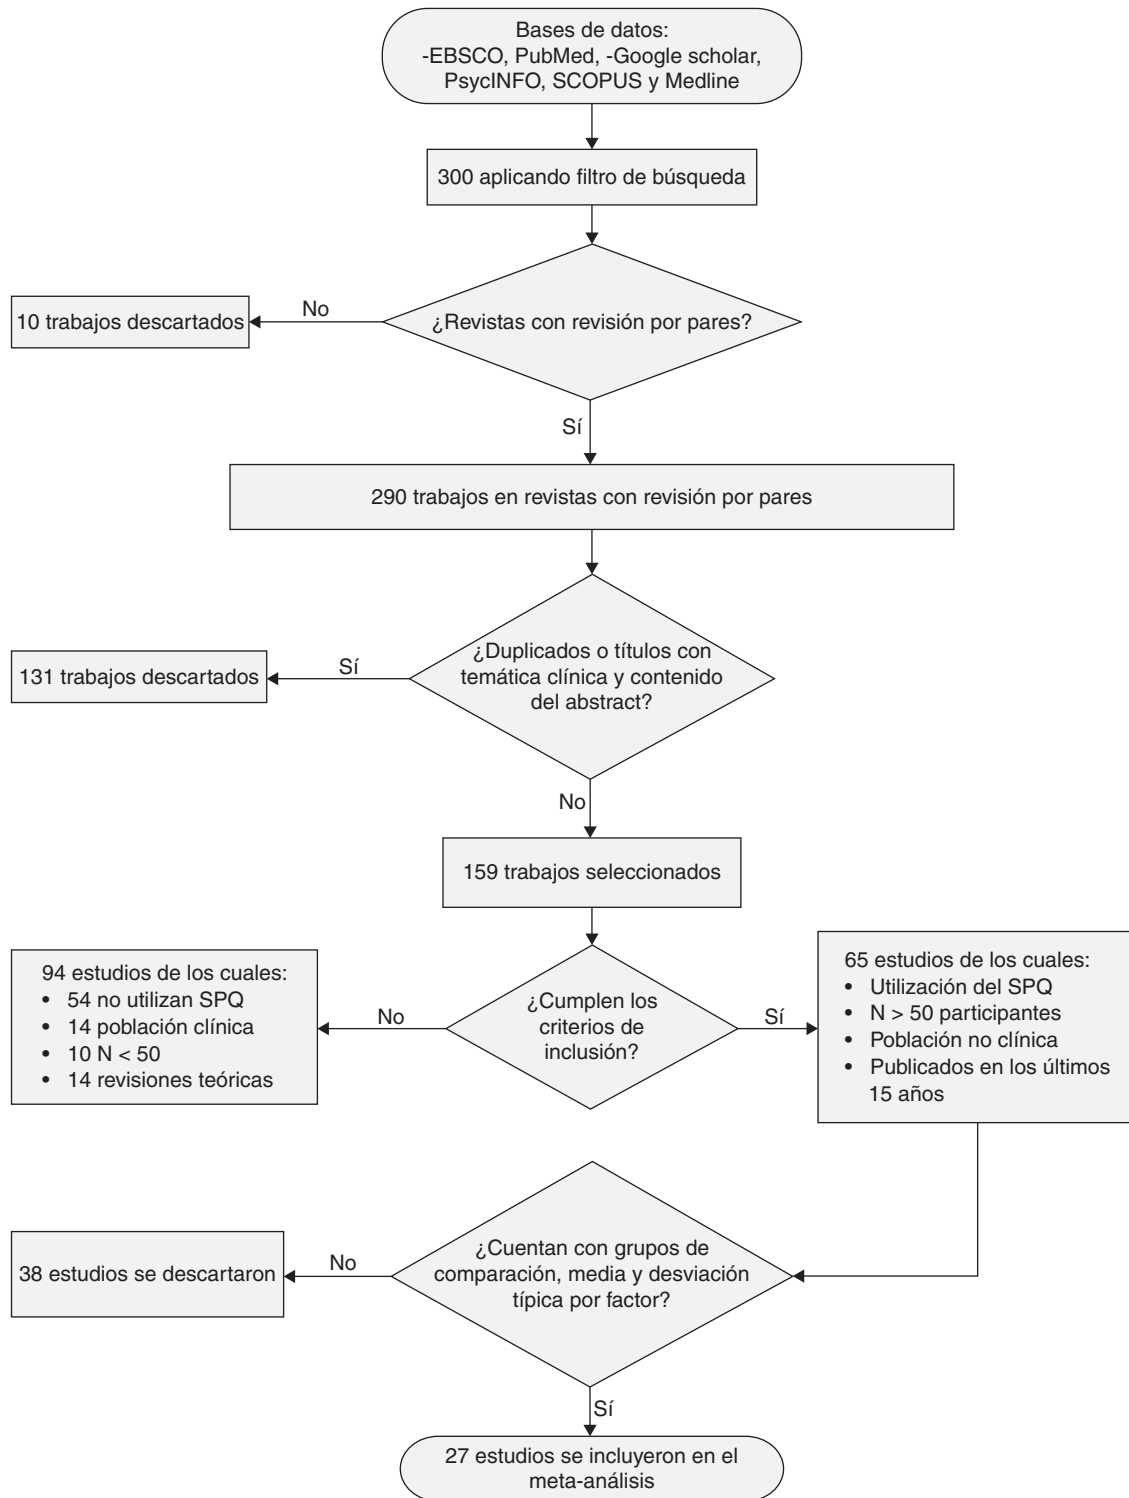 Bases de datos:
-EBSCO, PubMed, -Google scholar,
PsycINFO, SCOPUS y Medline
300 aplicando filtro de búsqueda
¿Revistas con revisión por pares?
No
10 trabajos descartados
Sí
290 trabajos en revistas con revisión por pares
¿Duplicados o títulos con
temática clínica y contenido
del abstract?
Sí
131 trabajos descartados
No
159 trabajos seleccionados
¿Cumplen los
criterios de
inclusión?
No
94 estudios de los cuales:
• 54 no utilizan SPQ
• 14 población clínica
• 10 N < 50
• 14 revisiones teóricas
Sí
65 estudios de los cuales:
• Utilización del SPQ
• N > 50 participantes
• Población no clínica
• Publicados en los últimos
15 años
¿Cuentan con grupos de
comparación, media y desviación
típica por factor?
No
38 estudios se descartaron
Sí
27 estudios se incluyeron en el
meta-análisis